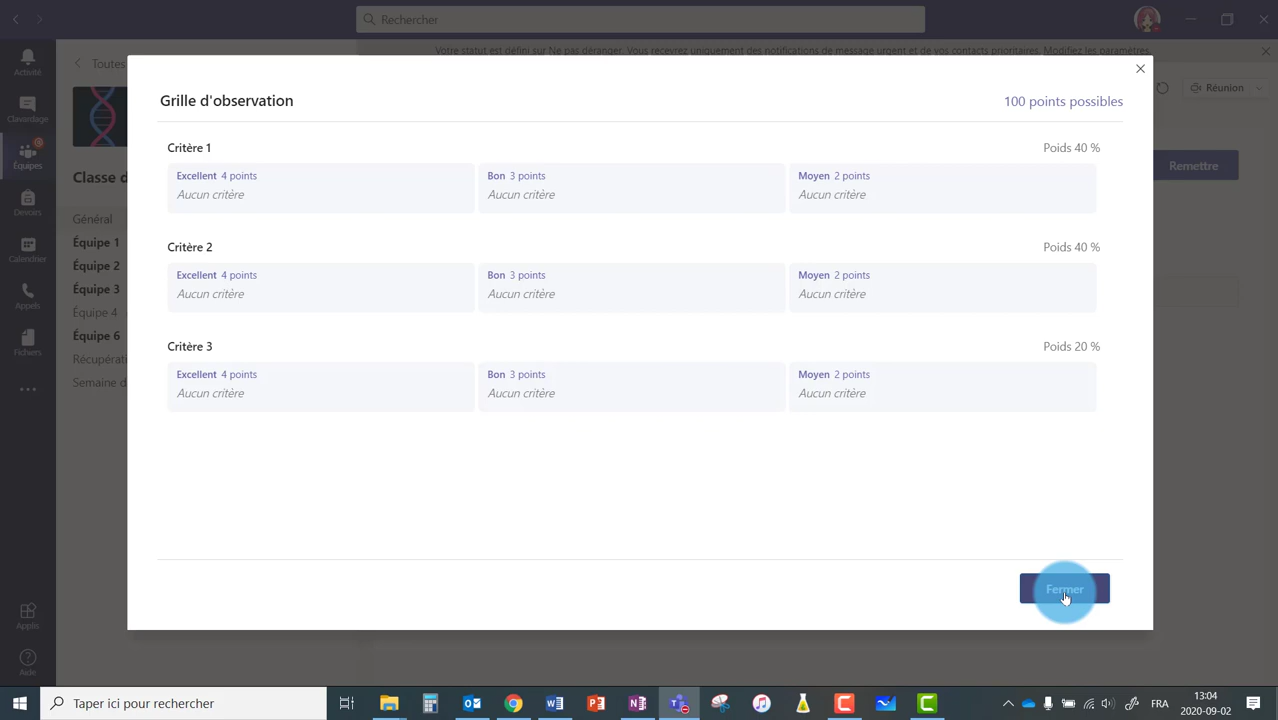 Rechercher
Votre statut est défini sur Ne pas déranger. Vous recevrez uniquement des notifications de message urgent et de vos contacts prioritaires. Modifiez les paramètres.
Activité
Clavardage
Équipes
Devoirs
Calendrier
Appels
Fichiers
Applis
Aide
Toutes
Classe d
Général
Équipe 1
Équipe 2
Équipe 3
Équipe 4
Équipe 6
Récupérat
Semaine d
Réunion
Remettre
Grille d'observation
100 points possibles
Critère 1
Poids 40 %
Excellent 4 points
Aucun critère
Bon 3 points
Aucun critère
Moyen 2 points
Aucun critère
Critère 2
Poids 40 %
Excellent 4 points
Aucun critère
Bon 3 points
Aucun critère
Moyen 2 points
Aucun critère
Critère 3
Poids 20 %
Excellent 4 points
Aucun critère
Bon 3 points
Aucun critère
Moyen 2 points
Aucun critère
Fermer
Taper ici pour rechercher
FRA
13:04
2020-09-02